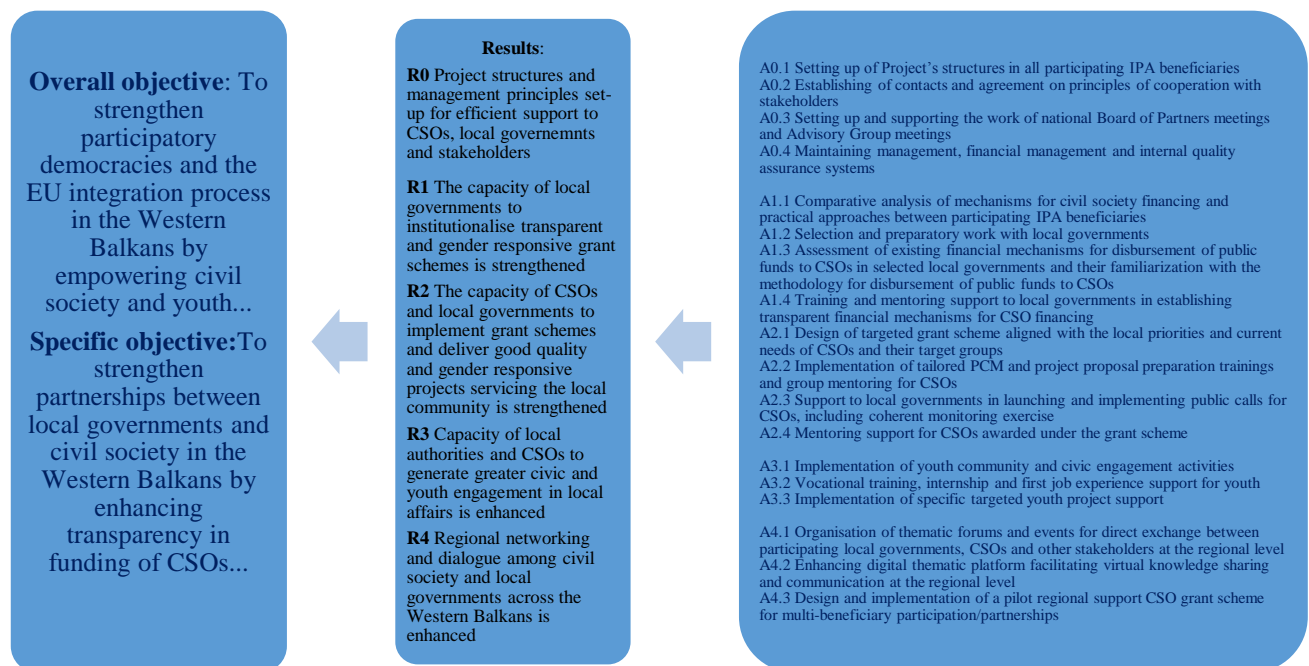 Overall objective: To
strengthen
participatory
democracies and the
EU integration process
in the Western
Balkans by
empowering civil
society and youth...
Specific objective:To
strengthen
partnerships between
local governments and
civil society in the
Western Balkans by
enhancing
transparency in
funding of CSOs...
Results:
R0 Project structures and
management principles set-
up for efficient support to
CSOs, local governemnts
and stakeholders
R1 The capacity of local
governments to
institutionalise transparent
and gender responsive grant
schemes is strengthened
R2 The capacity of CSOs
and local governments to
implement grant schemes
and deliver good quality
and gender responsive
projects servicing the local
community is strengthened
R3 Capacity of local
authorities and CSOs to
generate greater civic and
youth engagement in local
affairs is enhanced
R4 Regional networking
and dialogue among civil
society and local
governments across the
Western Balkans is
enhanced
A0.1 Setting up of Project's structures in all participating IPA beneficiaries
A0.2 Establishing of contacts and agreement on principles of cooperation with
stakeholders
A0.3 Setting up and supporting the work of national Board of Partners meetings
and Advisory Group meetings
A0.4 Maintaining management, financial management and internal quality
assurance systems
A1.1 Comparative analysis of mechanisms for civil society financing and
practical approaches between participating IPA beneficiaries
A1.2 Selection and preparatory work with local governments
A1.3 Assessment of existing financial mechanisms for disbursement of public
funds to CSOs in selected local governments and their familiarization with the
methodology for disbursement of public funds to CSOs
A1.4 Training and mentoring support to local governments in establishing
transparent financial mechanisms for CSO financing
A2.1 Design of targeted grant scheme aligned with the local priorities and current
needs of CSOs and their target groups
A2.2 Implementation of tailored PCM and project proposal preparation trainings
and group mentoring for CSOs
A2.3 Support to local governments in launching and implementing public calls for
CSOs, including coherent monitoring exercise
A2.4 Mentoring support for CSOs awarded under the grant scheme
A3.1 Implementation of youth community and civic engagement activities
A3.2 Vocational training, internship and first job experience support for youth
A3.3 Implementation of specific targeted youth project support
A4.1 Organisation of thematic forums and events for direct exchange between
participating local governments, CSOs and other stakeholders at the regional level
A4.2 Enhancing digital thematic platform facilitating virtual knowledge sharing
and communication at the regional level
A4.3 Design and implementation of a pilot regional support CSO grant scheme
for multi-beneficiary participation/partnerships